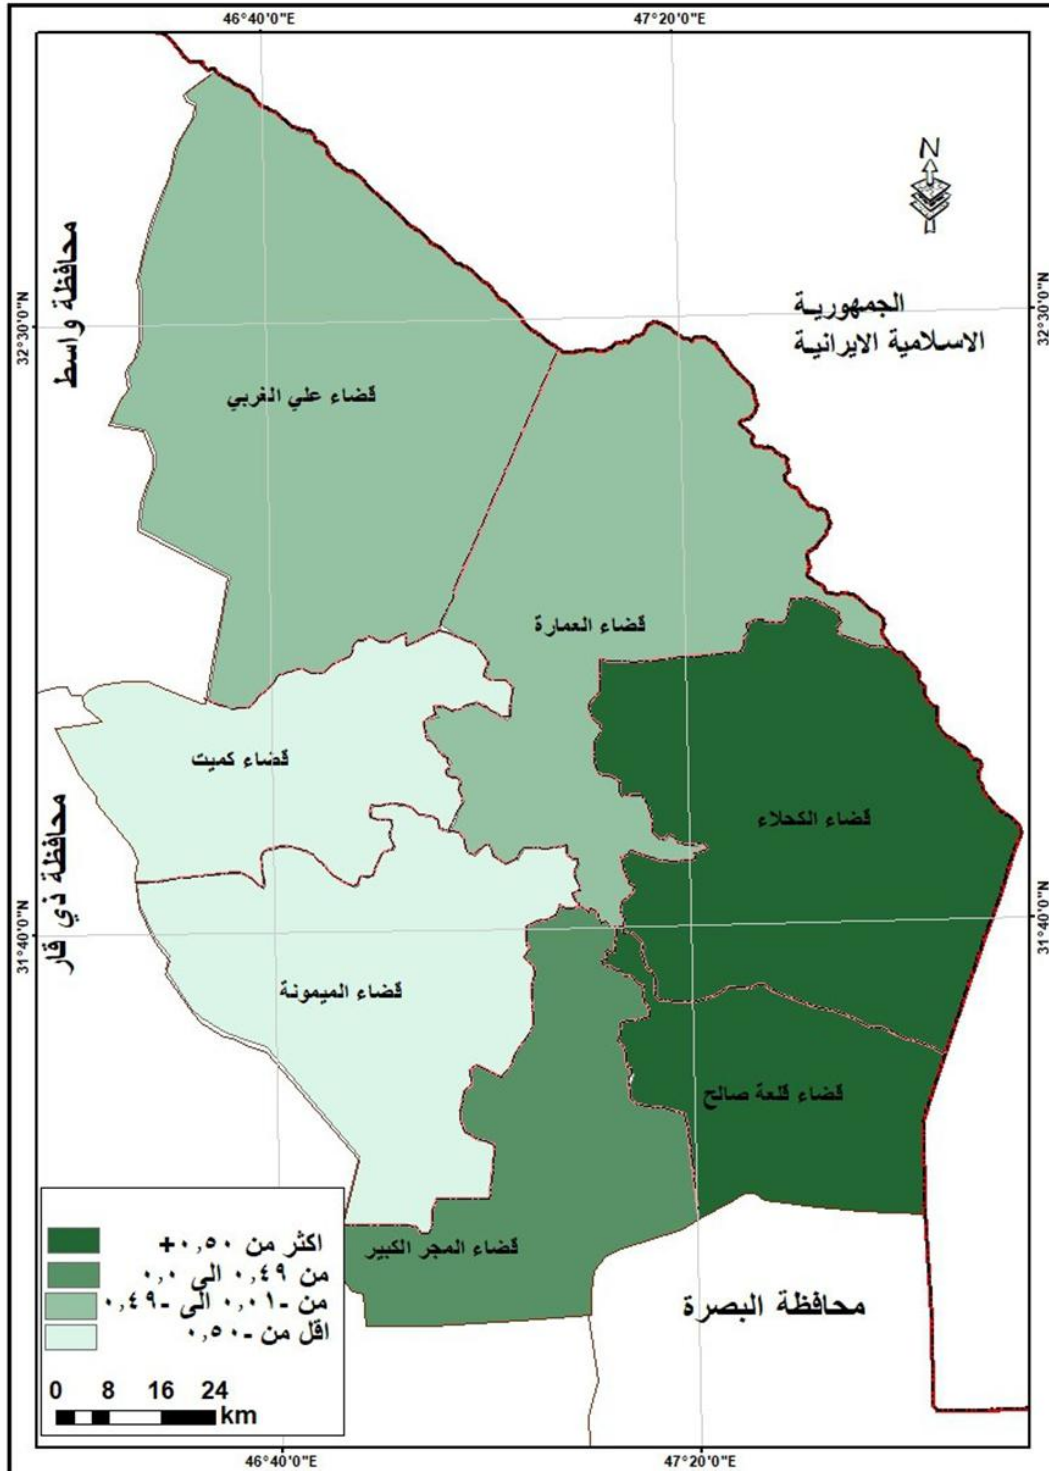 46°40'0"E
47°20'0"E
N
محافظة واسط
32°30'0"N
32°30'0"N
الجمهورية
الاسلامية الايرانية
قضاء علي الغربي
قضاء العمارة
قضاء كميت
قضاء الكحلاء
محافظة ذي قار
31°40'0"N
31°40'0"N
قضاء الميمونة
قضاء قلعة صالح
قضاء المجر الكبير
محافظة البصرة
اكثر من ٠,٥٠+
من ٠,٤٩ الى ٠,٠
من -٠,٠١ الى -٠,٤٩
اقل من -٠,٥٠
0 8 16 24
km
46°40'0"E
47°20'0"E